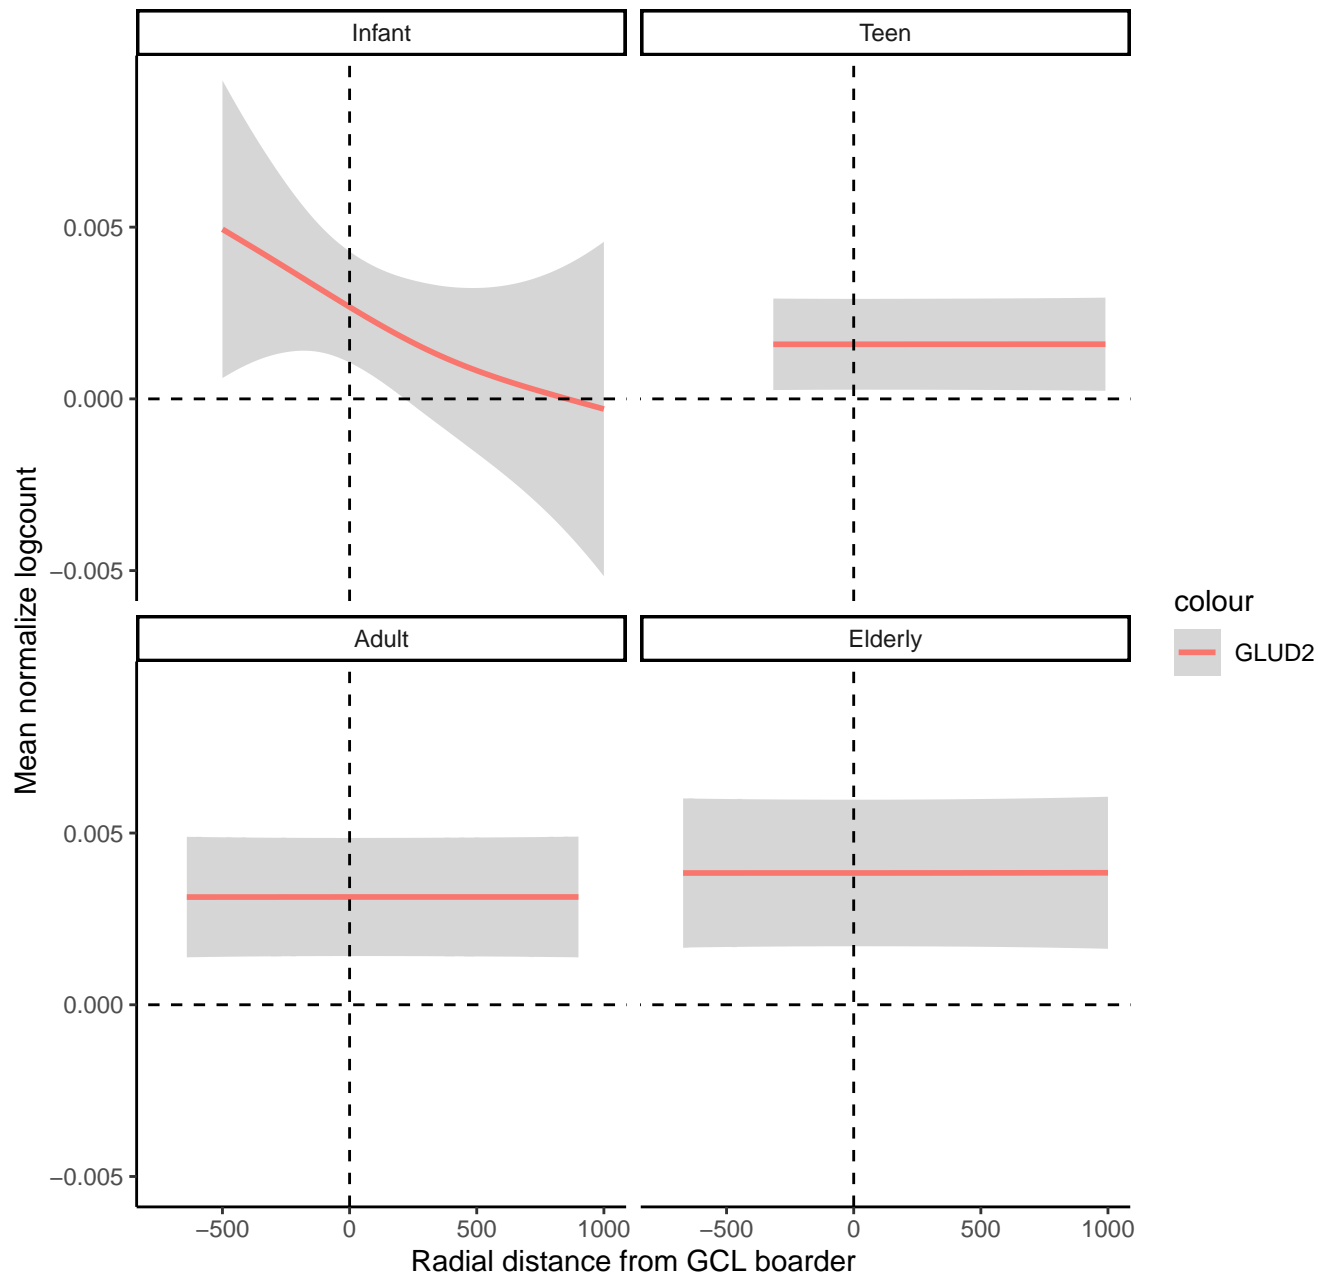 Infant
Teen
0.005
0.000
−0.005
Adult
Elderly
0.005
0.000
−0.005
−500 0 500 1000
−500 0 500 1000
Radial distance from GCL boarder
Mean normalize logcount
colour
GLUD2